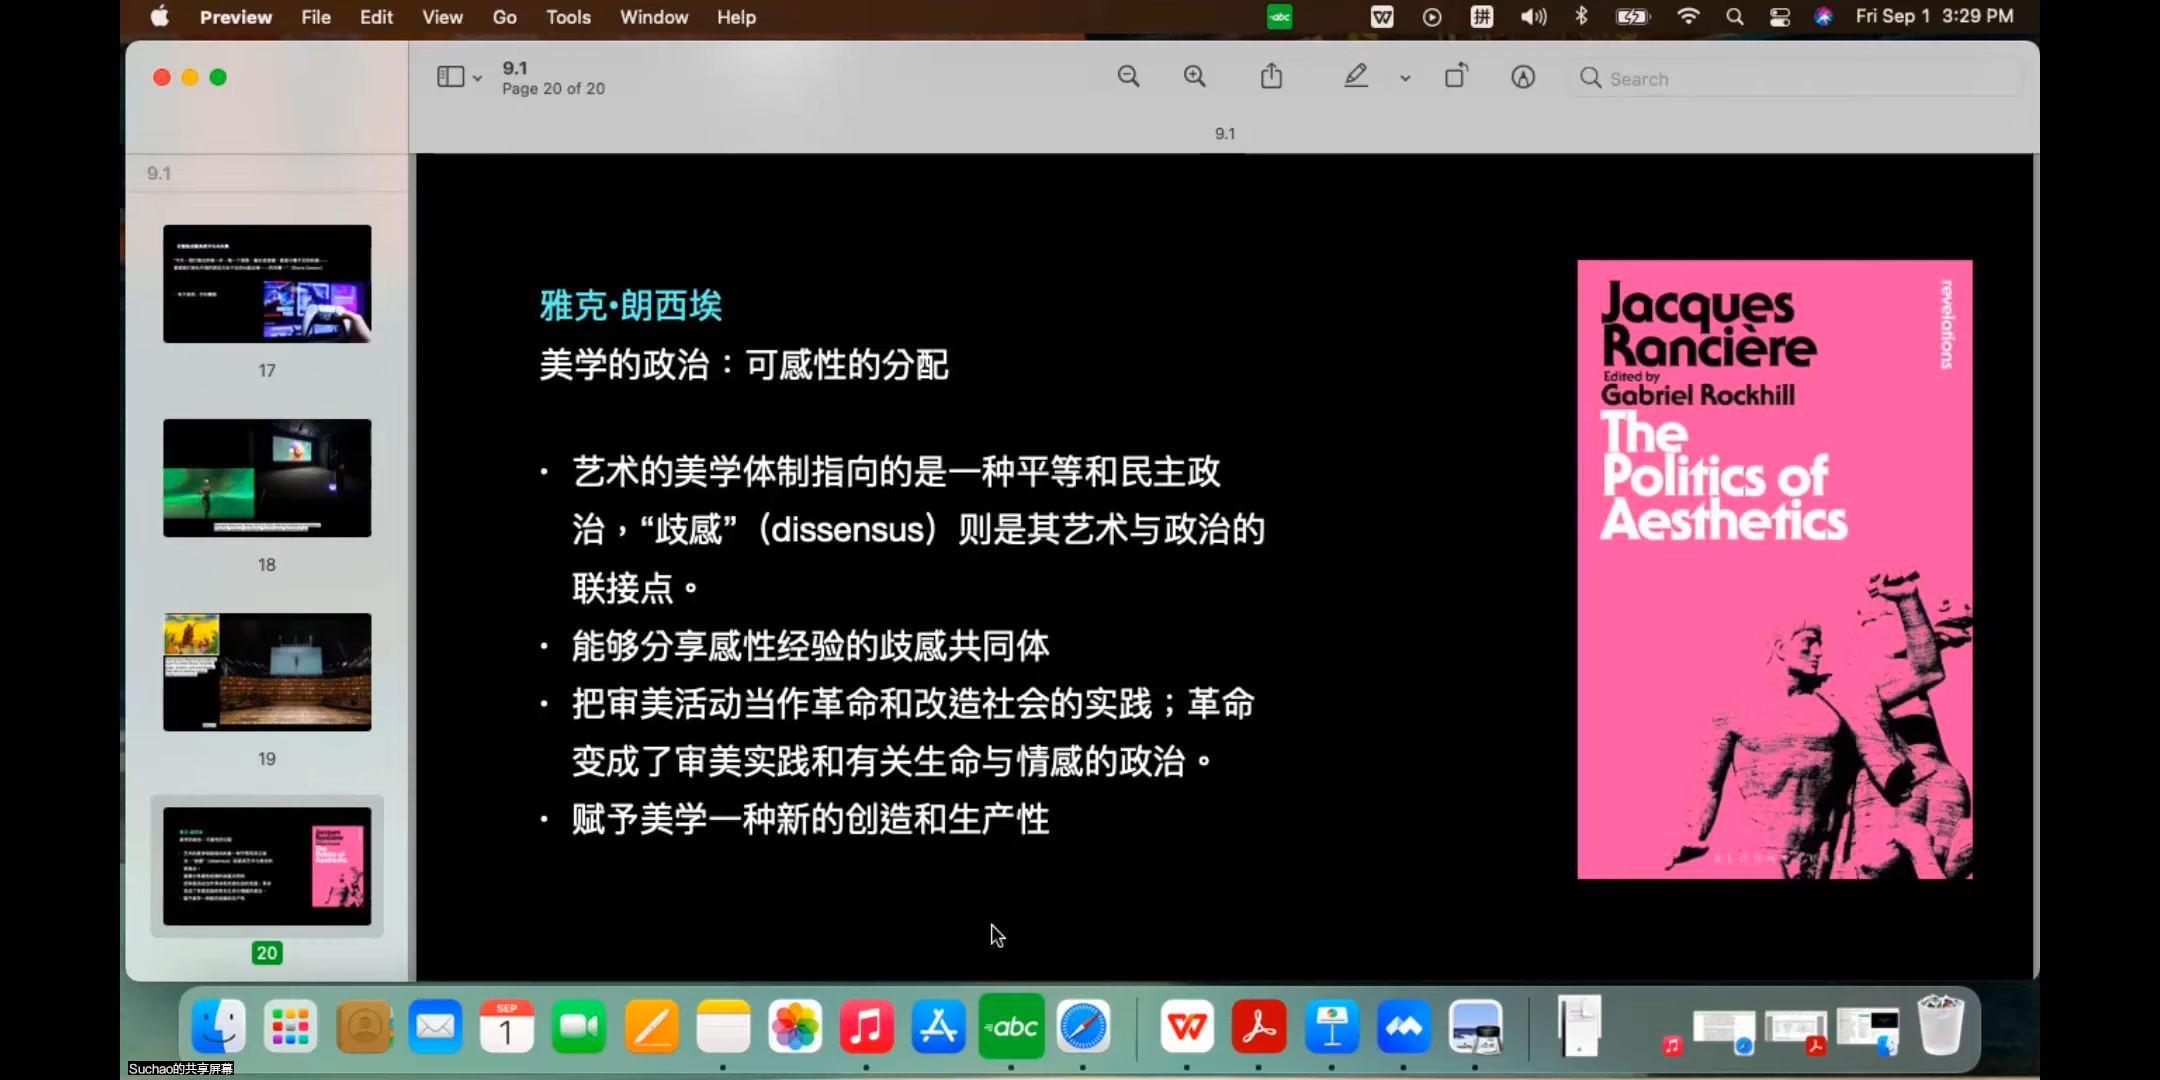 Preview File Edit View Go Tools Window Help
abc
拼
Fri Sep 1 3:29 PM
9.1
Page 20 of 20
Search
9.1
9.1
17
18
19
20
雅克•朗西埃
美学的政治：可感性的分配
• 艺术的美学体制指向的是一种平等和民主政
治，“歧感”（dissensus）则是其艺术与政治的
联接点。
• 能够分享感性经验的歧感共同体
• 把审美活动当作革命和改造社会的实践；革命
变成了审美实践和有关生命与情感的政治。
• 赋予美学一种新的创造和生产性
Jacques
Rancière
Edited by
Gabriel Rockhill
The
Politics of
Aesthetics
revelations
SEP
1
abc
Suchao的共享屏幕